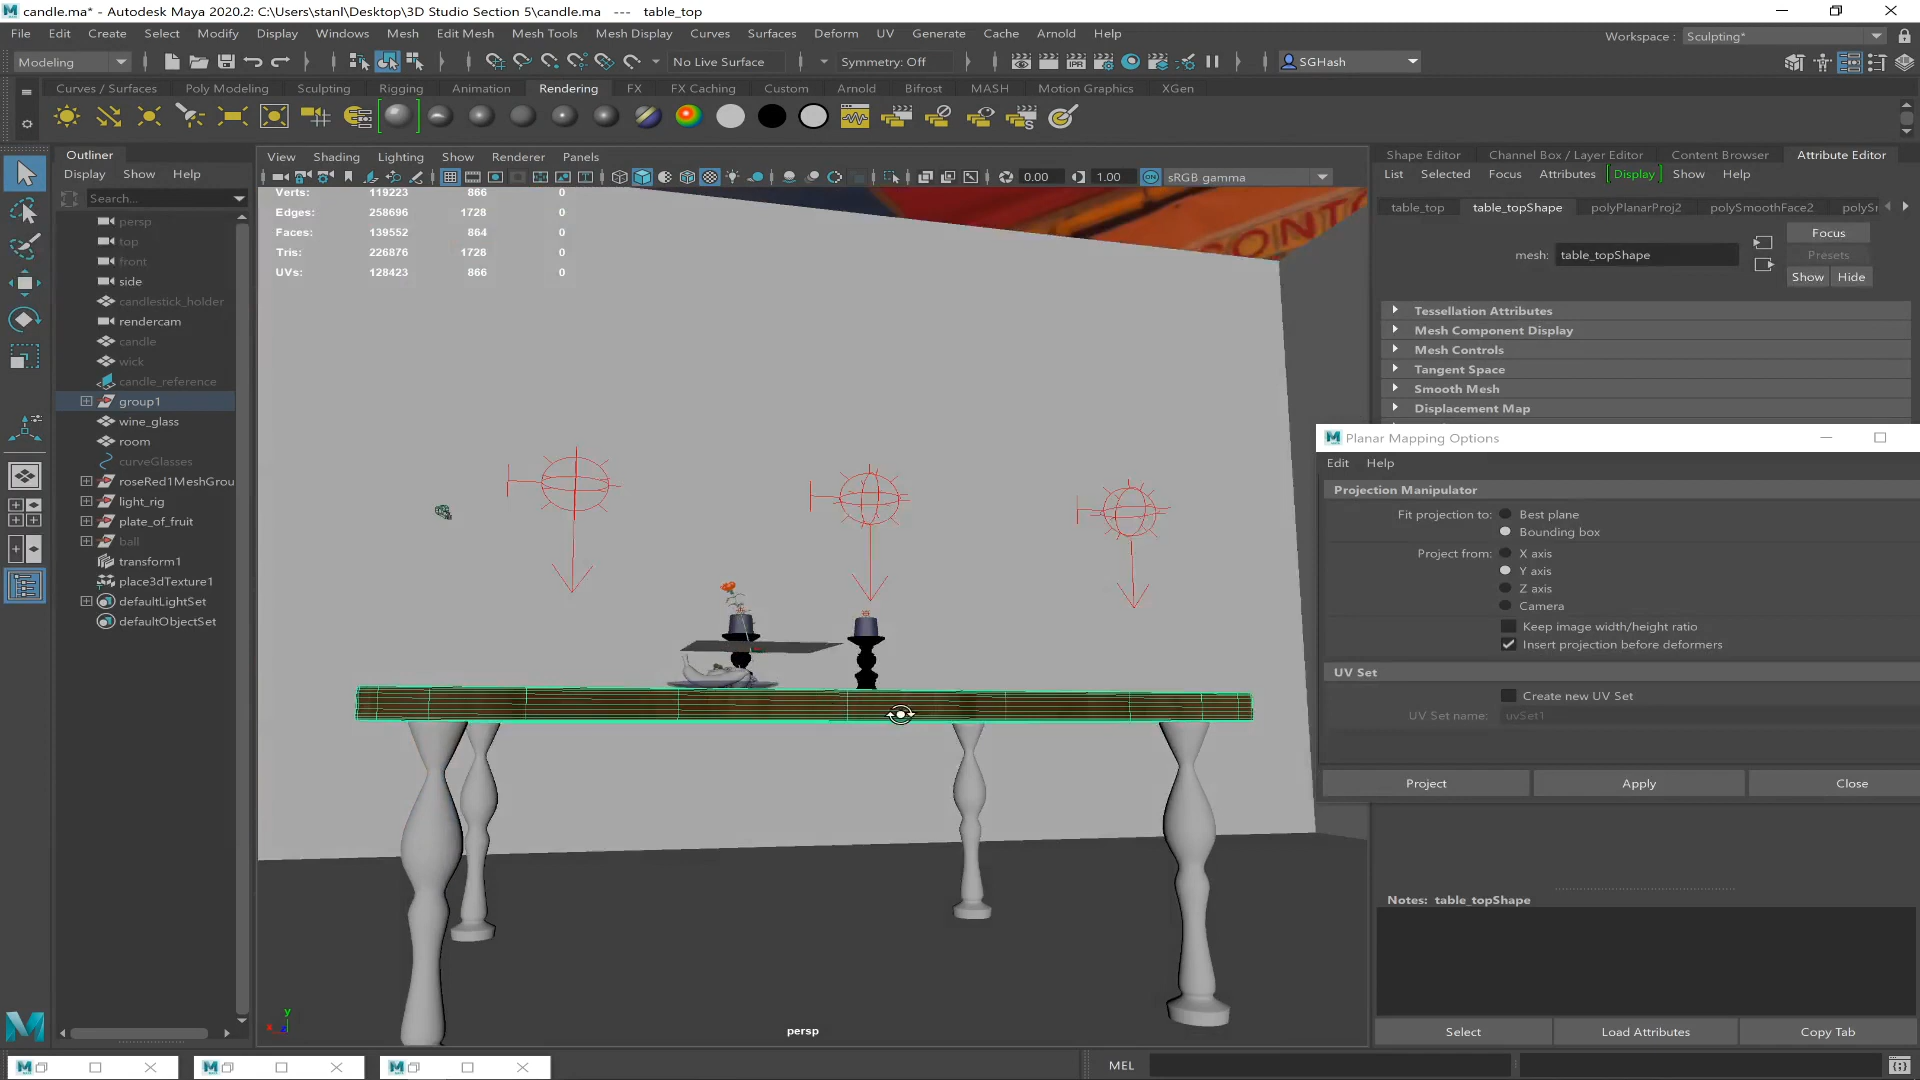 candle.ma* - Autodesk Maya 2020.2: C:\Users\stanl\Desktop\3D Studio Section 5\candle.ma   ---   table_top
File Edit Create Select Modify Display Windows Mesh Edit Mesh Mesh Tools Mesh Display Curves Surfaces Deform UV Generate Cache Arnold Help
Workspace : Sculpting*
Modeling No Live Surface Symmetry: Off SGHash
Curves / Surfaces Poly Modeling Sculpting Rigging Animation Rendering FX FX Caching Custom Arnold Bifrost MASH Motion Graphics XGen
IPR
Outliner
Display Show Help
Search...
persp
top
front
side
candlestick_holder
rendercam
candle
wick
candle_reference
group1
wine_glass
room
curveGlasses
roseRed1MeshGrou
light_rig
plate_of_fruit
ball
transform1
place3dTexture1
defaultLightSet
defaultObjectSet
View Shading Lighting Show Renderer Panels
0.00 1.00 ON sRGB gamma
Verts: 119223 866 0
Edges: 258696 1728 0
Faces: 139552 864 0
Tris: 226876 1728 0
UVs: 128423 866 0
CONT
y
x
z
persp
Shape Editor Channel Box / Layer Editor Content Browser Attribute Editor
List Selected Focus Attributes Display Show Help
table_top table_topShape polyPlanarProj2 polySmoothFace2 polySr
Focus
mesh: table_topShape
Presets
Show Hide
Tessellation Attributes
Mesh Component Display
Mesh Controls
Tangent Space
Smooth Mesh
Displacement Map
Planar Mapping Options
Edit Help
Projection Manipulator
Fit projection to: Best plane
Bounding box
Project from: X axis
Y axis
Z axis
Camera
Keep image width/height ratio
Insert projection before deformers
UV Set
Create new UV Set
UV Set name: uvSet1
Project Apply Close
Notes: table_topShape
Select Load Attributes Copy Tab
MEL